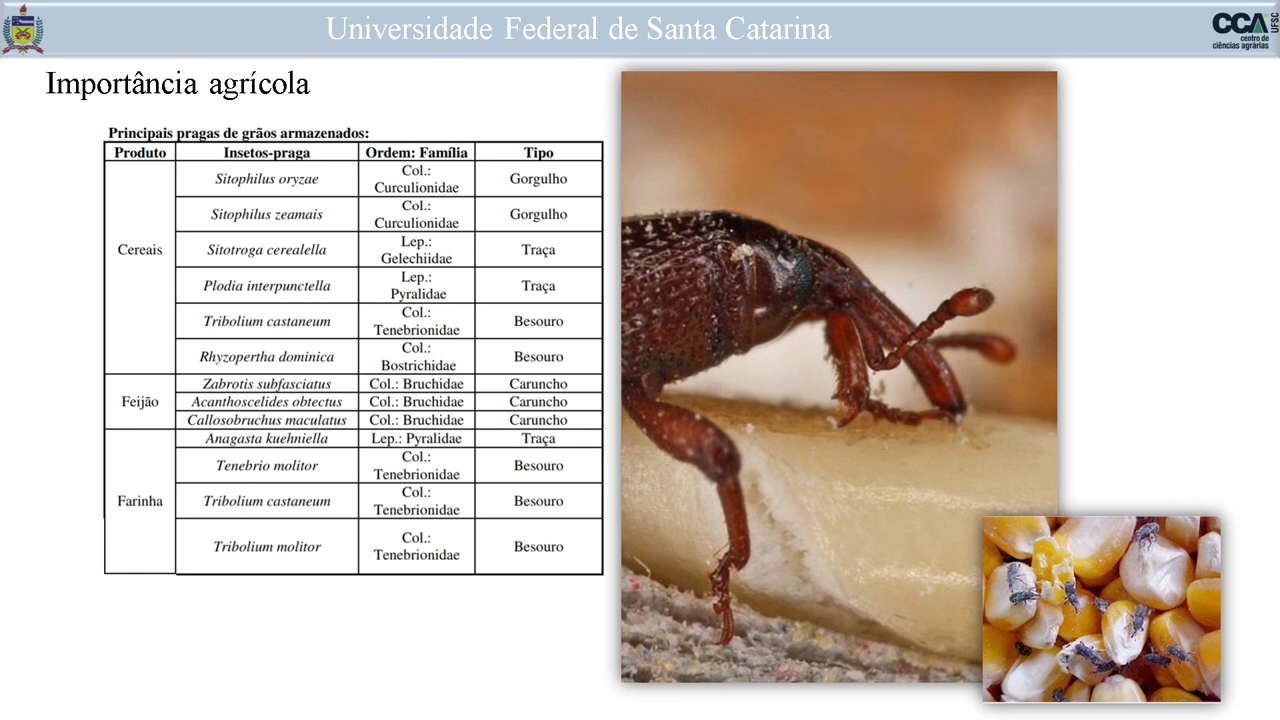 Universidade Federal de Santa Catarina
CCA
UFSC
centro de
ciências agrárias
Importância agrícola
Principais pragas de grãos armazenados:
Produto Insetos-praga Ordem: Família Tipo
Cereais
Sitophilus oryzae Col.: Curculionidae Gorgulho
Sitophilus zeamais Col.: Curculionidae Gorgulho
Sitotroga cerealella Lep.: Gelechiidae Traça
Plodia interpunctella Lep.: Pyralidae Traça
Tribolium castaneum Col.: Tenebrionidae Besouro
Rhyzopertha dominica Col.: Bostrichidae Besouro
Feijão
Zabrotis subfasciatus Col.: Bruchidae Caruncho
Acanthoscelides obtectus Col.: Bruchidae Caruncho
Callosobruchus maculatus Col.: Bruchidae Caruncho
Farinha
Anagasta kuehniella Lep.: Pyralidae Traça
Tenebrio molitor Col.: Tenebrionidae Besouro
Tribolium castaneum Col.: Tenebrionidae Besouro
Tribolium molitor Col.: Tenebrionidae Besouro